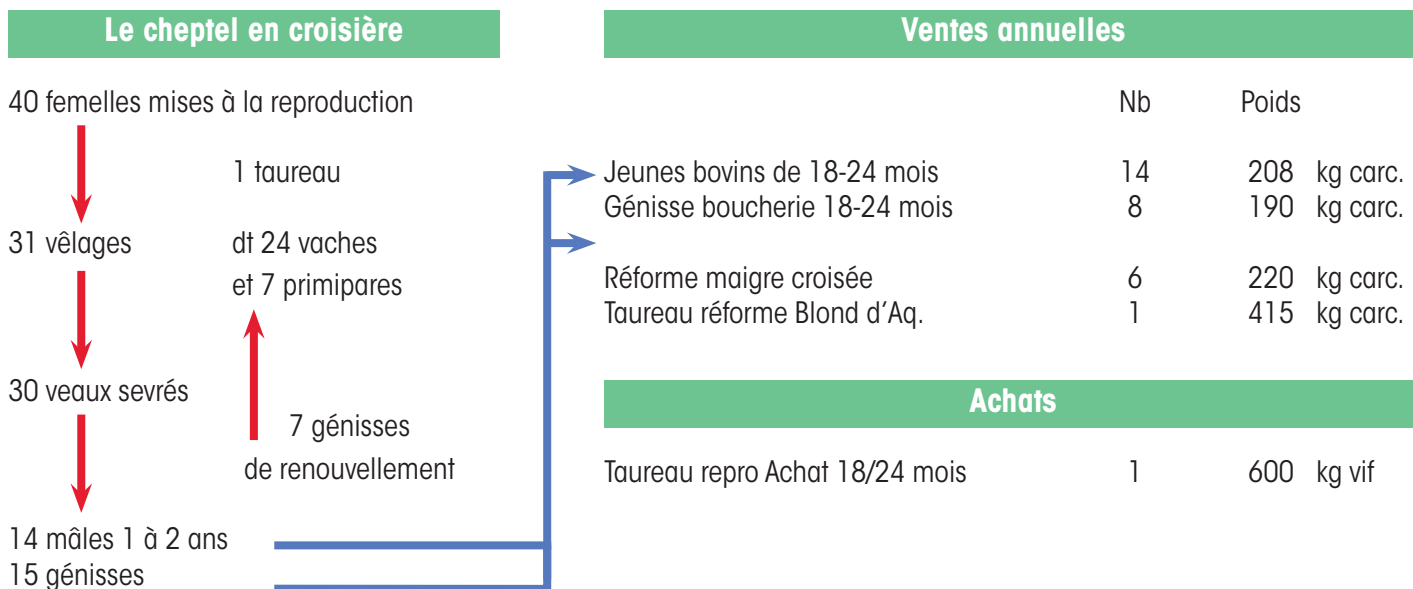 Le cheptel en croisière
40 femelles mises à la reproduction
1 taureau
31 vêlages
dt 24 vaches
et 7 primipares
30 veaux sevrés
7 génisses
de renouvellement
14 mâles 1 à 2 ans
15 génisses
Ventes annuelles
Nb Poids
Jeunes bovins de 18-24 mois 14 208 kg carc.
Génisse boucherie 18-24 mois 8 190 kg carc.
Réforme maigre croisée 6 220 kg carc.
Taureau réforme Blond d’Aq. 1 415 kg carc.
Achats
Taureau repro Achat 18/24 mois 1 600 kg vif